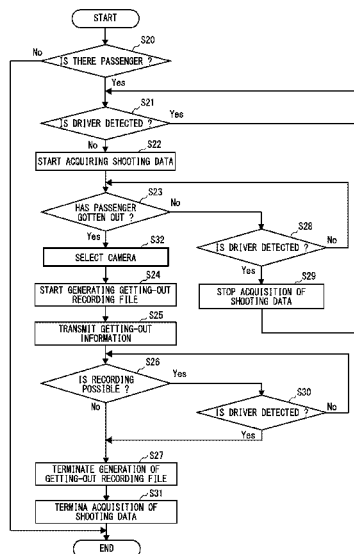 START
S20
No
IS THERE PASSENGER ?
Yes
S21
IS DRIVER DETECTED ?
Yes
No
S22
START ACQUIRING SHOOTING DATA
S23
HAS PASSENGER
GOTTEN OUT ?
No
Yes
S28
IS DRIVER DETECTED ?
No
S32
SELECT CAMERA
Yes
S29
STOP ACQUISITION OF
SHOOTING DATA
S24
START GENERATING GETTING-OUT
RECORDING FILE
S25
TRANSMIT GETTING-OUT
INFORMATION
S26
IS RECORDING
POSSIBLE ?
Yes
No
S30
IS DRIVER DETECTED ?
No
Yes
S27
TERMINATE GENERATION OF
GETTING-OUT RECORDING FILE
S31
TERMINA ACQUISITION OF
SHOOTING DATA
END